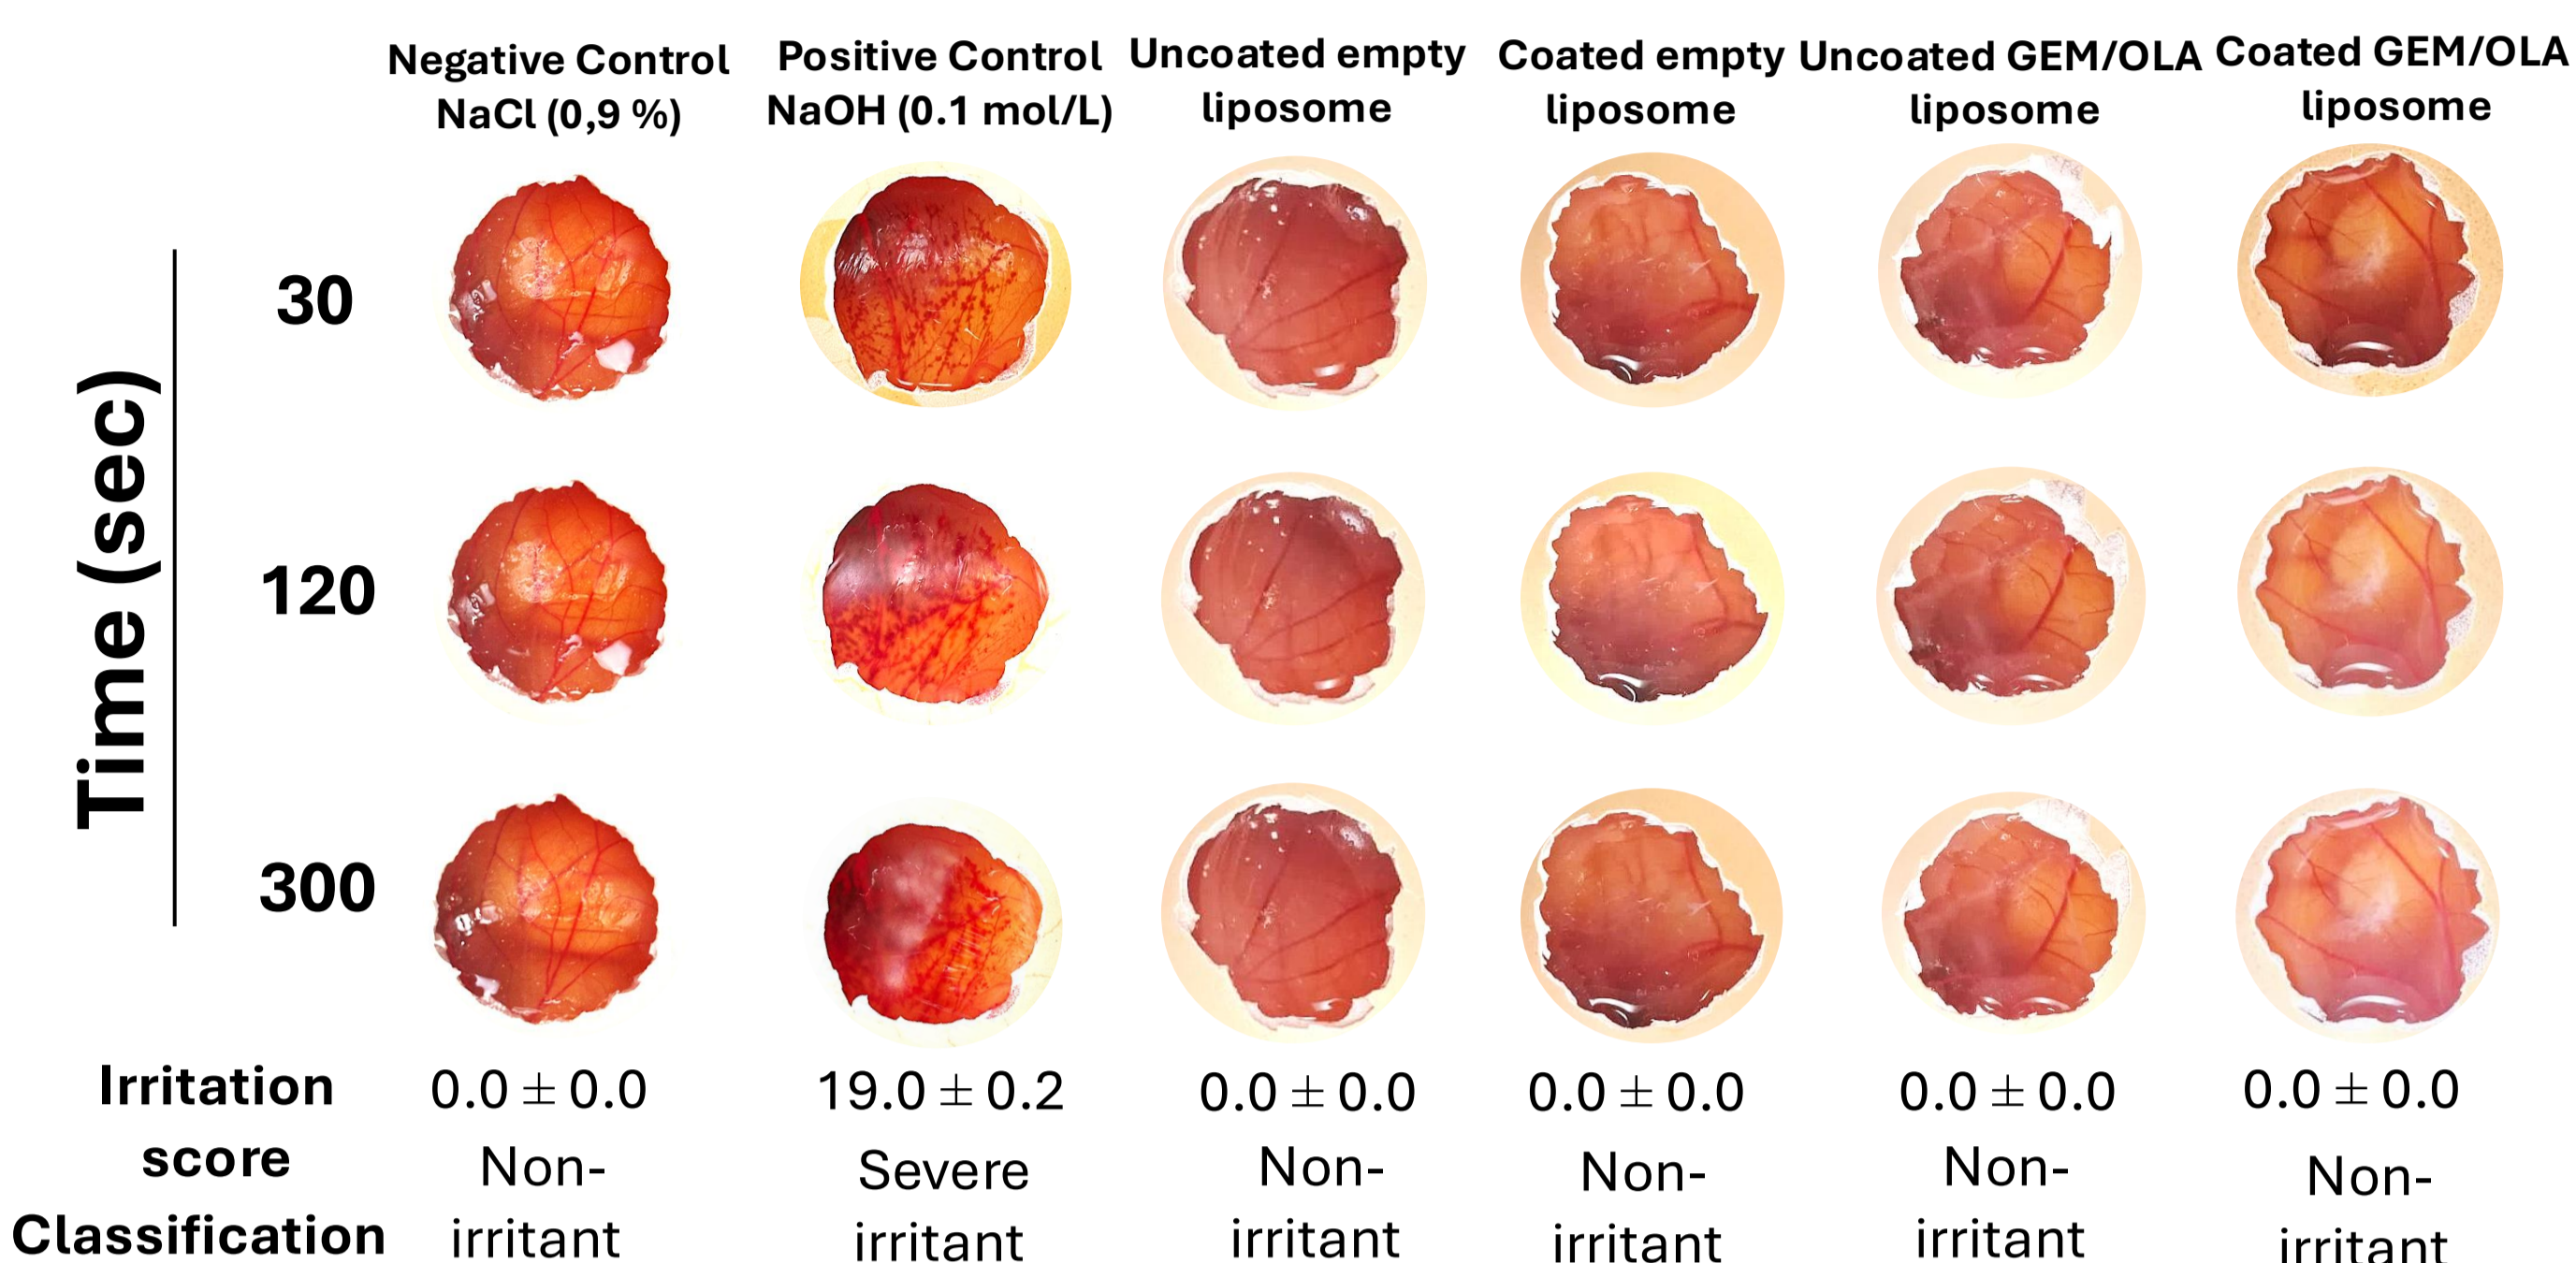 Negative Control
NaCl (0,9 %)
Positive Control
NaOH (0.1 mol/L)
Uncoated empty
liposome
Coated empty
liposome
Uncoated GEM/OLA
liposome
Coated GEM/OLA
liposome
Time (sec)
30
120
300
Irritation
score
0.0 ± 0.0
19.0 ± 0.2
0.0 ± 0.0
0.0 ± 0.0
0.0 ± 0.0
0.0 ± 0.0
Classification
Non-
irritant
Severe
irritant
Non-
irritant
Non-
irritant
Non-
irritant
Non-
irritant